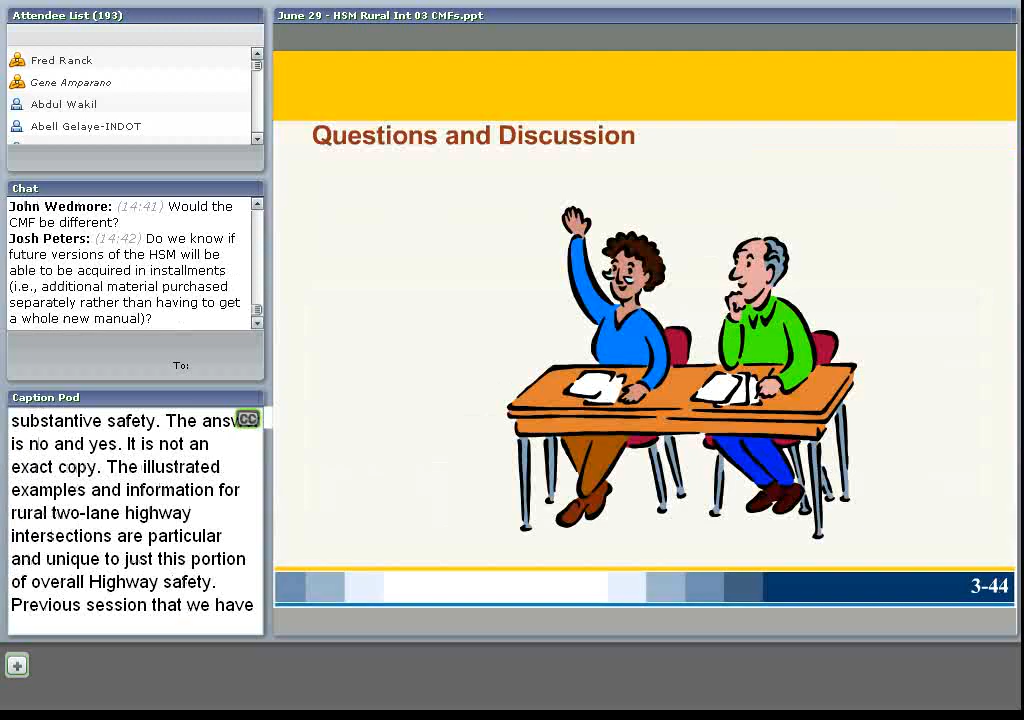 Attendee List (193)
Fred Ranck
Gene Amparano
Abdul Wakil
Abell Gelaye-INDOT
Chat
John Wedmore: (14:41) Would the
CMF be different?
Josh Peters: (14:42) Do we know if
future versions of the HSM will be
able to be acquired in installments
(i.e., additional material purchased
separately rather than having to get
a whole new manual)?
To:
Caption Pod
substantive safety. The answ
CC
is no and yes. It is not an
exact copy. The illustrated
examples and information for
rural two-lane highway
intersections are particular
and unique to just this portion
of overall Highway safety.
Previous session that we have
June 29 - HSM Rural Int 03 CMFs.ppt
Questions and Discussion
3-44